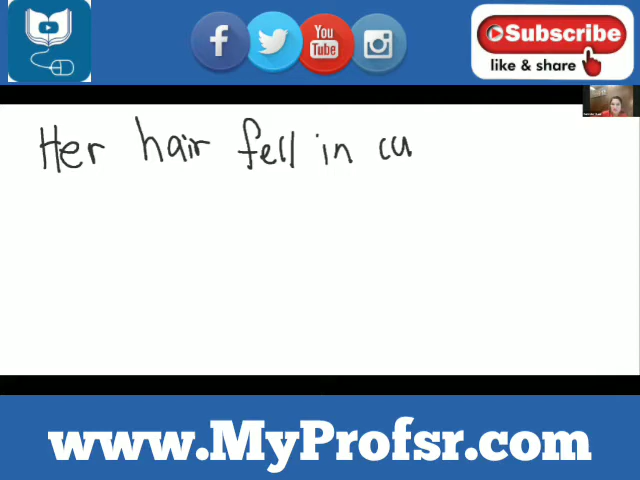 f You Tube Subscribe
like & share
Her hair fell in cu
www.MyProfsr.com